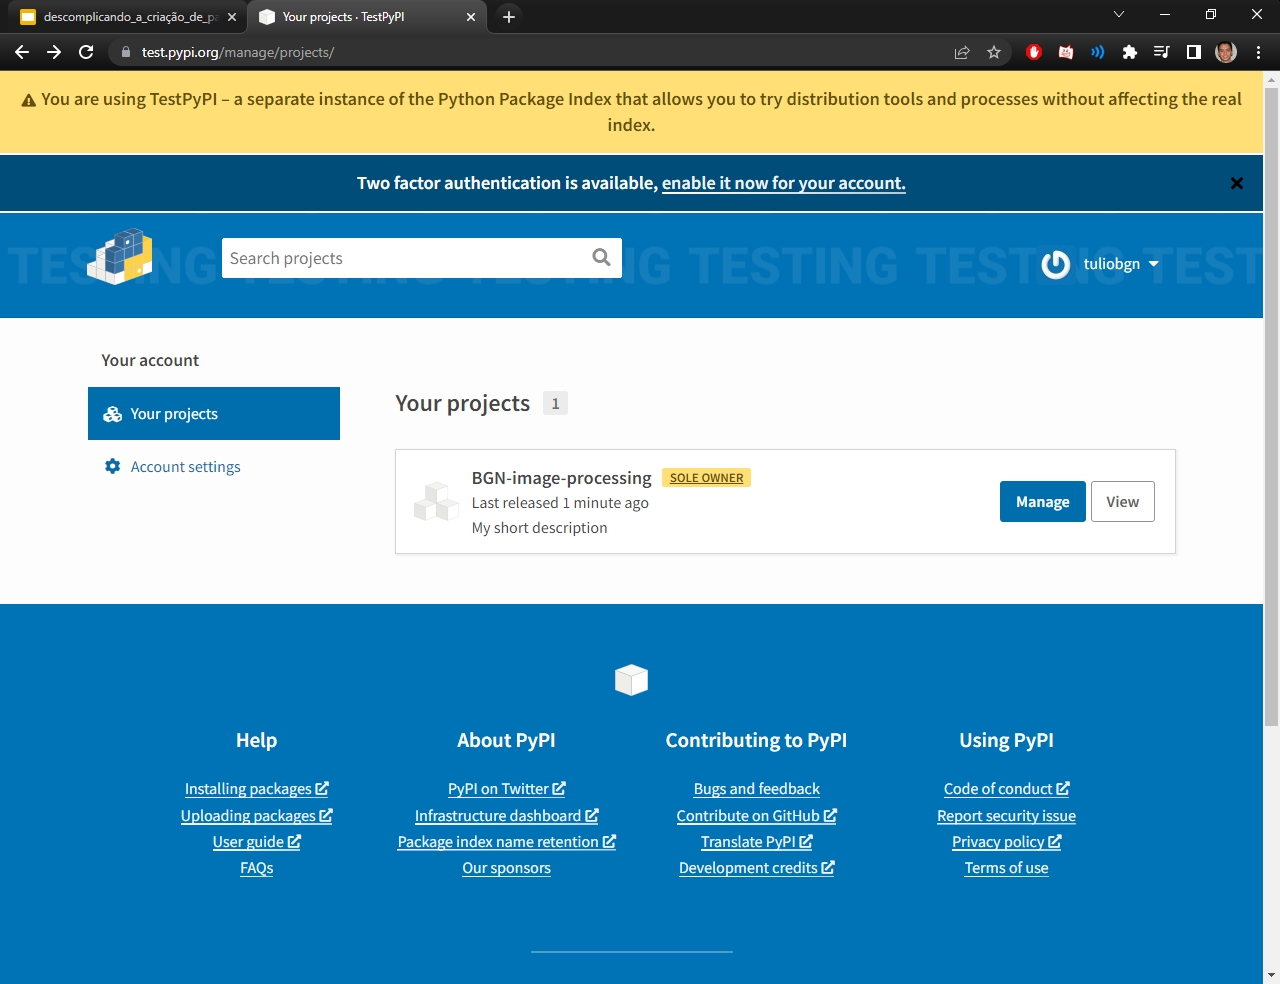 descomplicando_a_criação_de_pa
Your projects · TestPyPI
test.pypi.org/manage/projects/
You are using TestPyPI – a separate instance of the Python Package Index that allows you to try distribution tools and processes without affecting the real
index.
Two factor authentication is available, enable it now for your account.
TESTING TESTING TESTING TESTING TESTING TEST
Search projects
tuliobgn
Your account
Your projects
Account settings
Your projects 1
BGN-image-processing SOLE OWNER
Last released 1 minute ago
My short description
Manage
View
Help
Installing packages
Uploading packages
User guide
FAQs
About PyPI
PyPI on Twitter
Infrastructure dashboard
Package index name retention
Our sponsors
Contributing to PyPI
Bugs and feedback
Contribute on GitHub
Translate PyPI
Development credits
Using PyPI
Code of conduct
Report security issue
Privacy policy
Terms of use